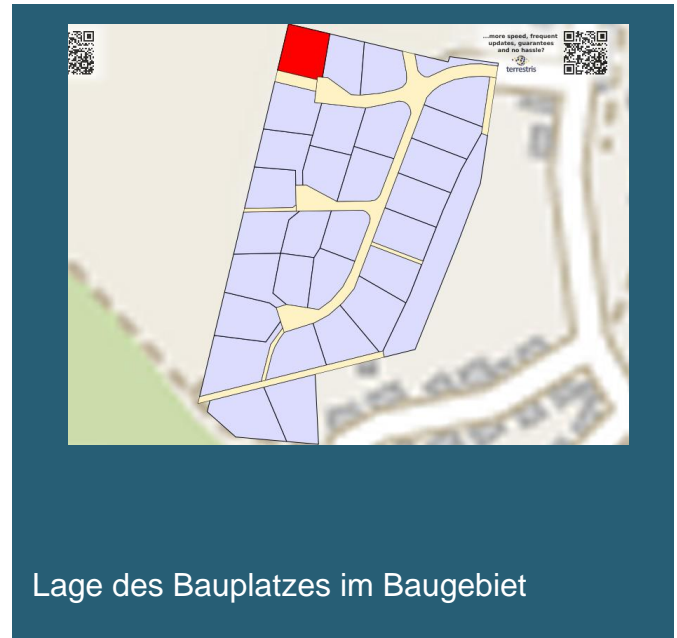 ...more speed, frequent
updates, guarantees
and no hassle?
terrestris
Lage des Bauplatzes im Baugebiet